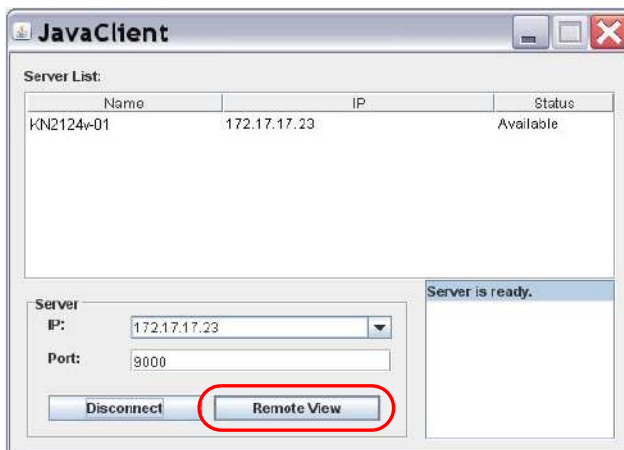 JavaClient
Server List:
Name IP Status
KN2124v-01 172.17.17.23 Available
Server is ready.
Server
IP: 172.17.17.23
Port: 9000
Disconnect Remote View